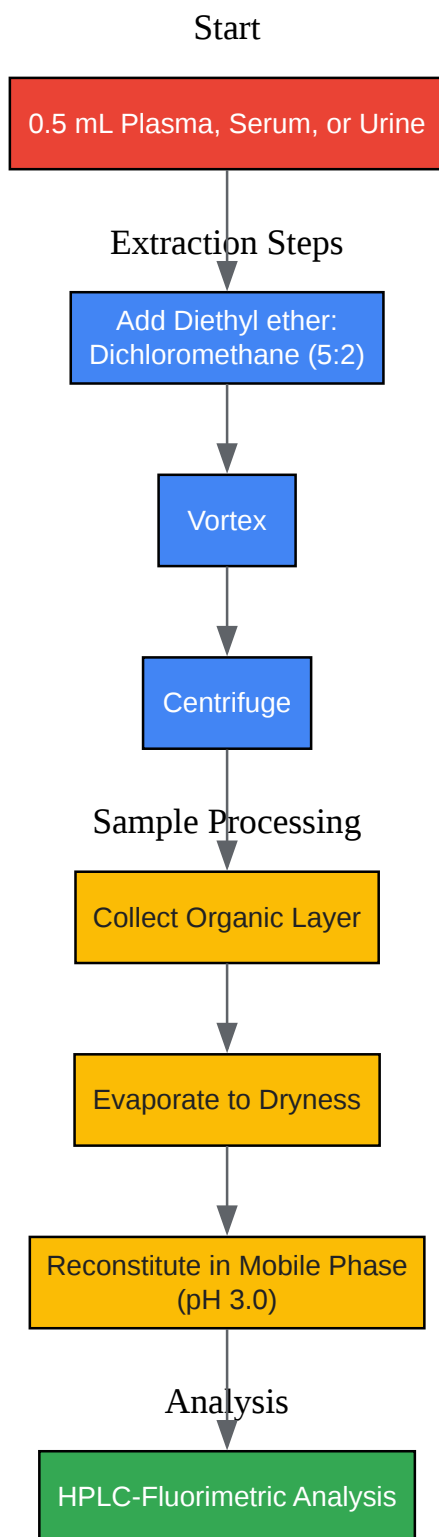 Start
0.5 mL Plasma, Serum, or Urine
Extraction Steps
Add Diethyl ether:
Dichloromethane (5:2)
Vortex
Centrifuge
Sample Processing
Collect Organic Layer
Evaporate to Dryness
Reconstitute in Mobile Phase
(pH 3.0)
Analysis
HPLC-Fluorimetric Analysis